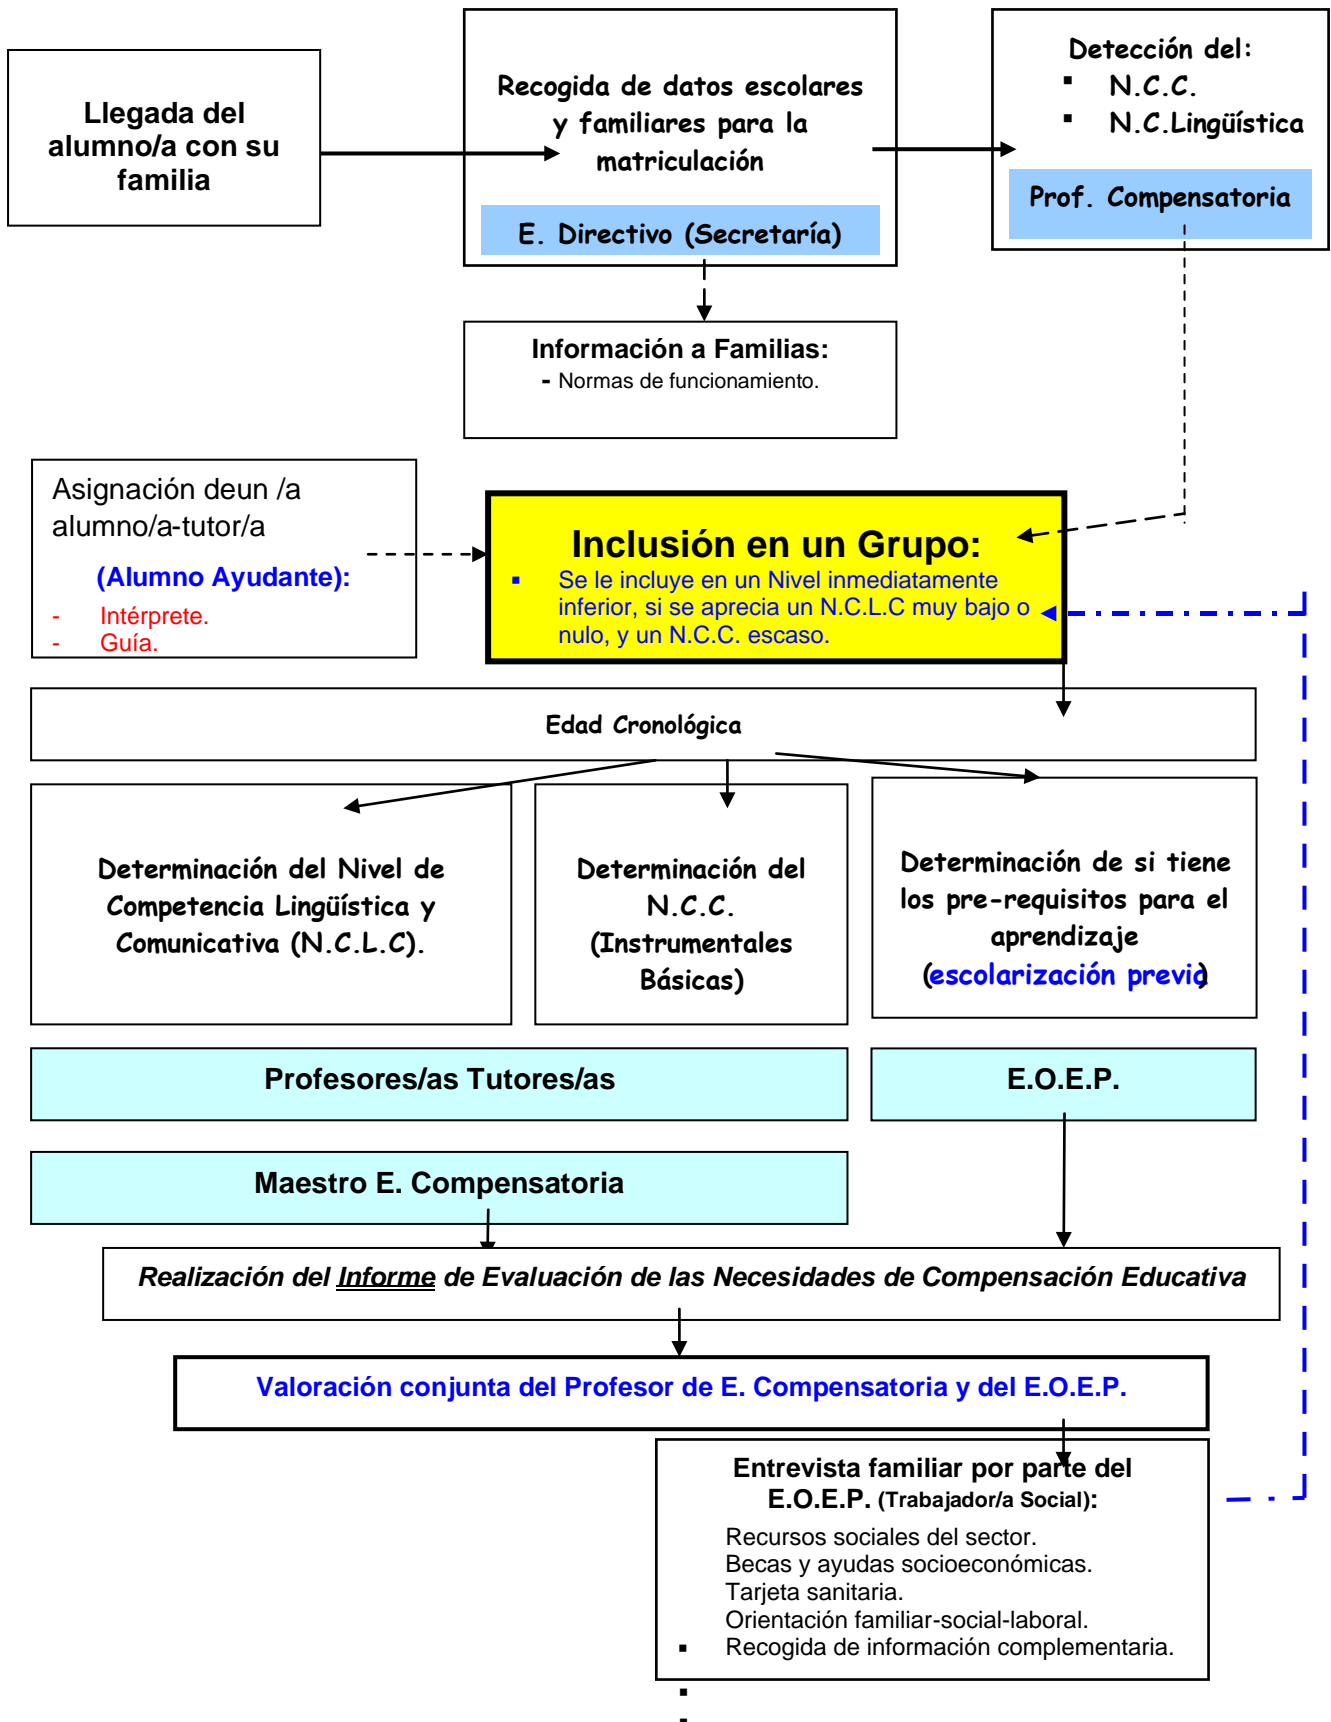 Llegada del
alumno/a con su
familia
Recogida de datos escolares
y familiares para la
matriculación
E. Directivo (Secretaría)
Detección del:
▪ N.C.C.
▪ N.C.Lingüística
Prof. Compensatoria
Información a Familias:
- Normas de funcionamiento.
Asignación deun /a
alumno/a-tutor/a
(Alumno Ayudante):
- Intérprete.
- Guía.
Inclusión en un Grupo:
▪ Se le incluye en un Nivel inmediatamente
inferior, si se aprecia un N.C.L.C muy bajo o
nulo, y un N.C.C. escaso.
Edad Cronológica
Determinación del Nivel de
Competencia Lingüística y
Comunicativa (N.C.L.C).
Determinación del
N.C.C.
(Instrumentales
Básicas)
Determinación de si tiene
los pre-requisitos para el
aprendizaje
(escolarización previa)
Profesores/as Tutores/as
E.O.E.P.
Maestro E. Compensatoria
Realización del Informe de Evaluación de las Necesidades de Compensación Educativa
Valoración conjunta del Profesor de E. Compensatoria y del E.O.E.P.
Entrevista familiar por parte del
E.O.E.P. (Trabajador/a Social):
Recursos sociales del sector.
Becas y ayudas socioeconómicas.
Tarjeta sanitaria.
Orientación familiar-social-laboral.
▪ Recogida de información complementaria.